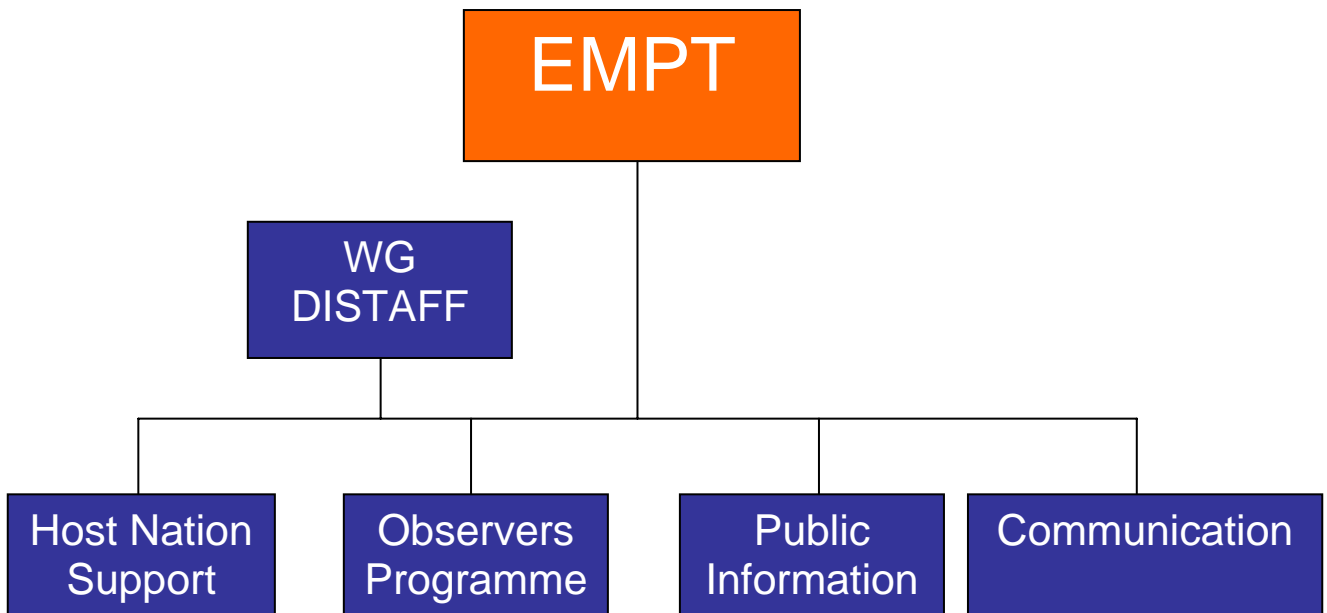 EMPT
WG
DISTAFF
Host Nation
Support
Observers
Programme
Public
Information
Communication